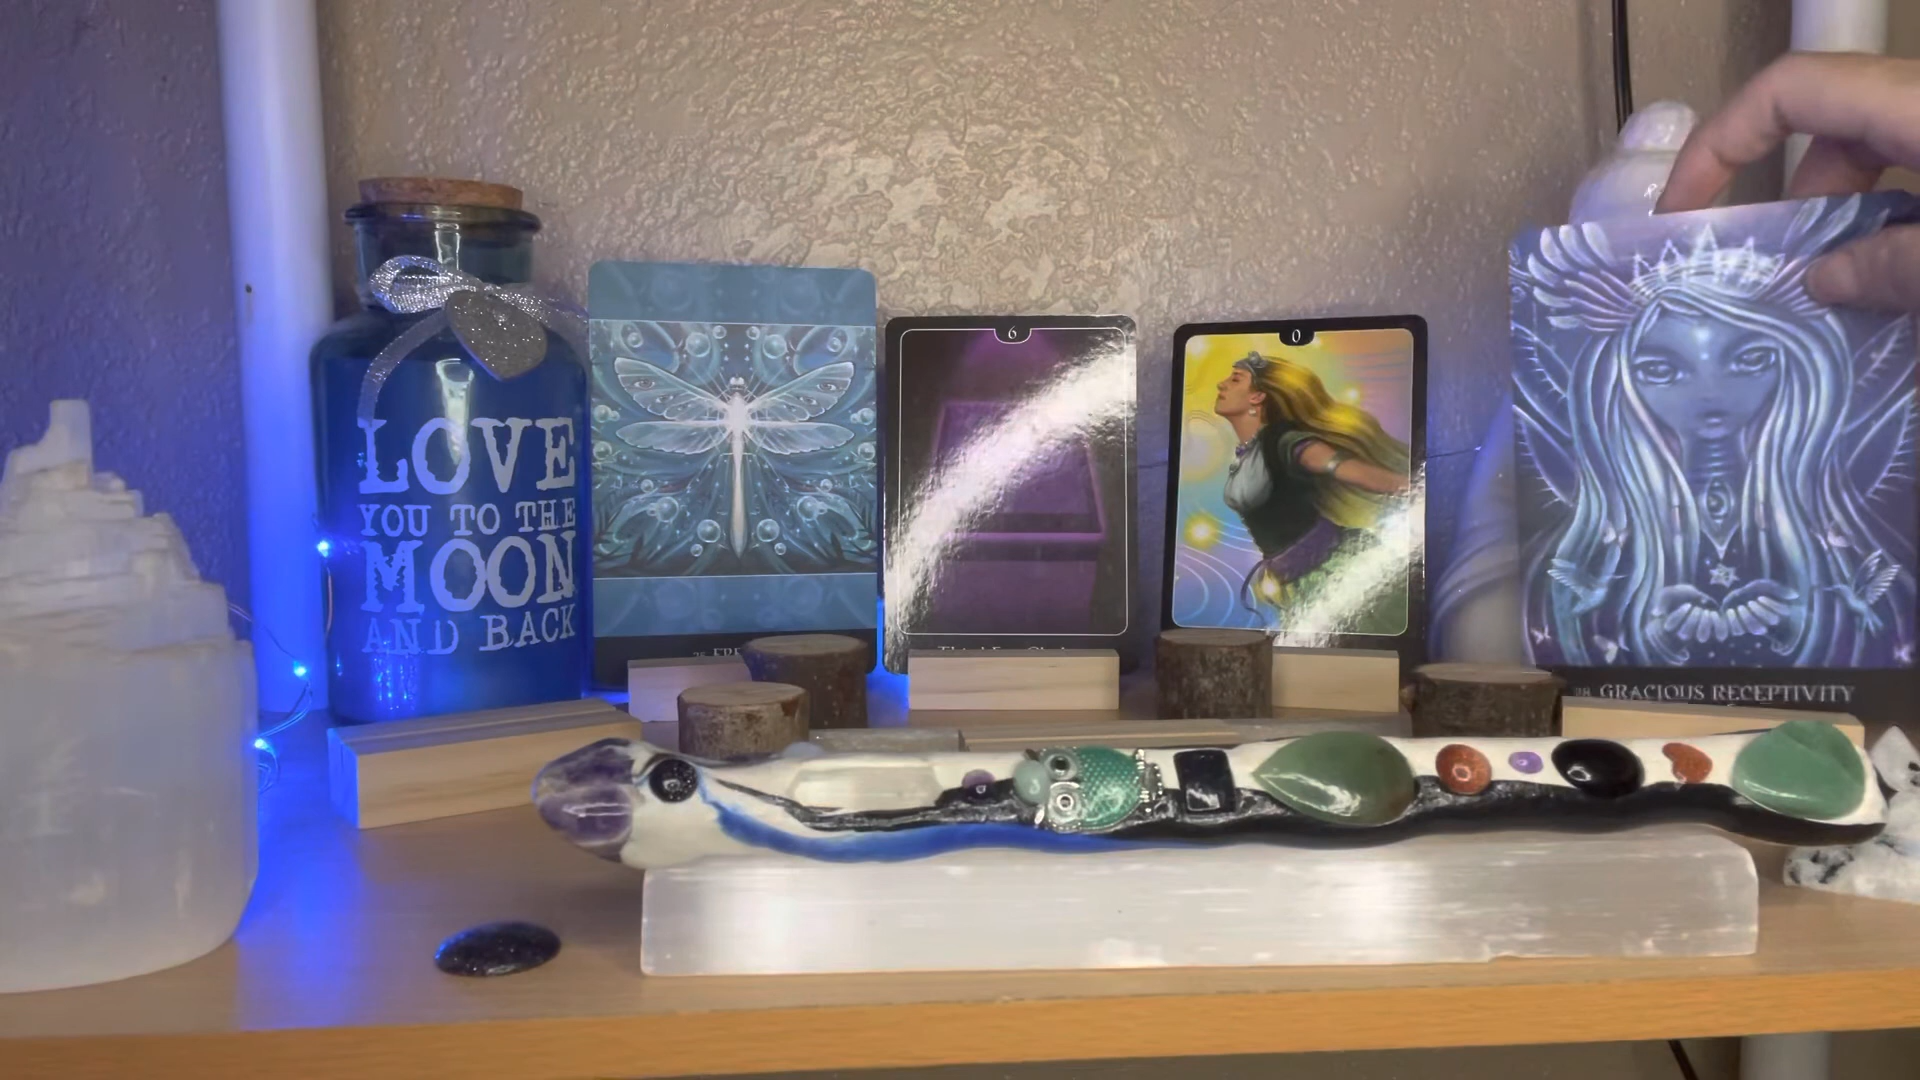 LOVE
YOU TO THE
MOON
AND BACK
6
0
28 GRACIOUS RECEPTIVITY